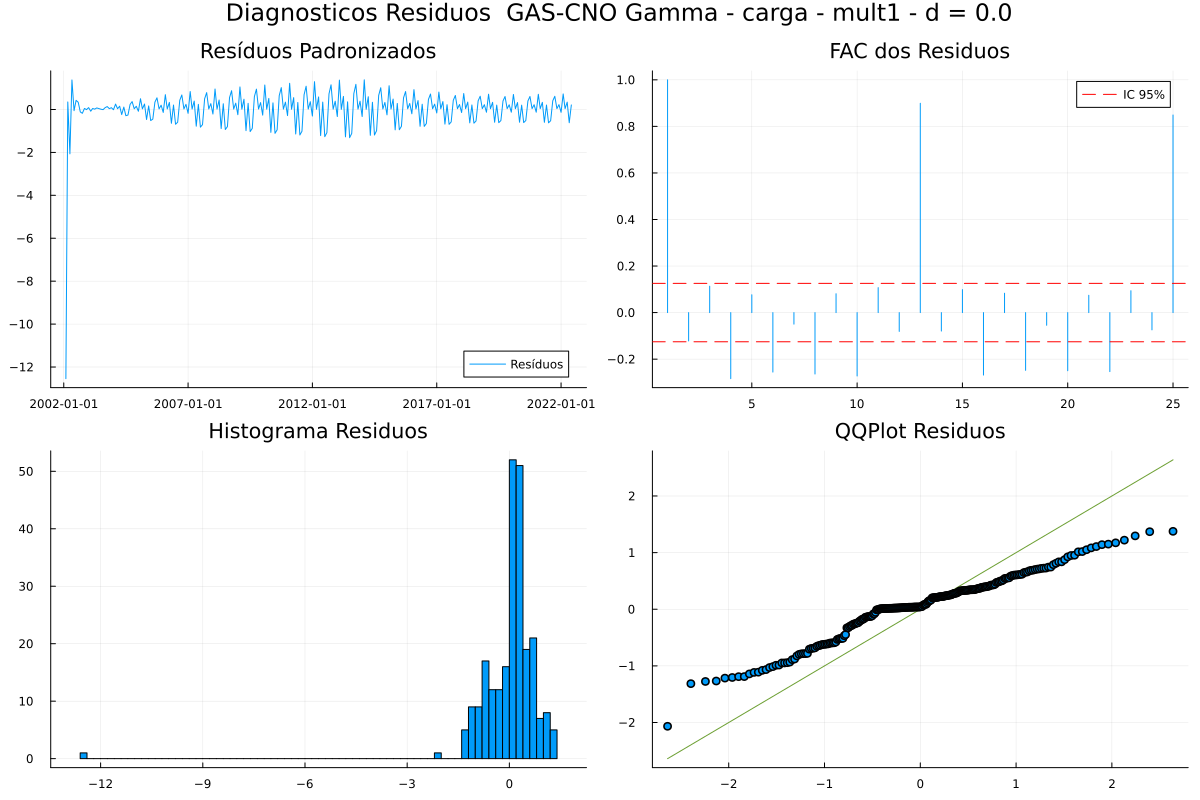 Diagnosticos Residuos  GAS-CNO Gamma - carga - mult1 - d = 0.0
Resíduos Padronizados
0
−2
−4
−6
−8
−10
−12
2002-01-01 2007-01-01 2012-01-01 2017-01-01 2022-01-01
Resíduos
FAC dos Residuos
1.0
0.8
0.6
0.4
0.2
0.0
−0.2
5 10 15 20 25
IC 95%
Histograma Residuos
50
40
30
20
10
0
−12 −9 −6 −3 0
QQPlot Residuos
2
1
0
−1
−2
−2 −1 0 1 2